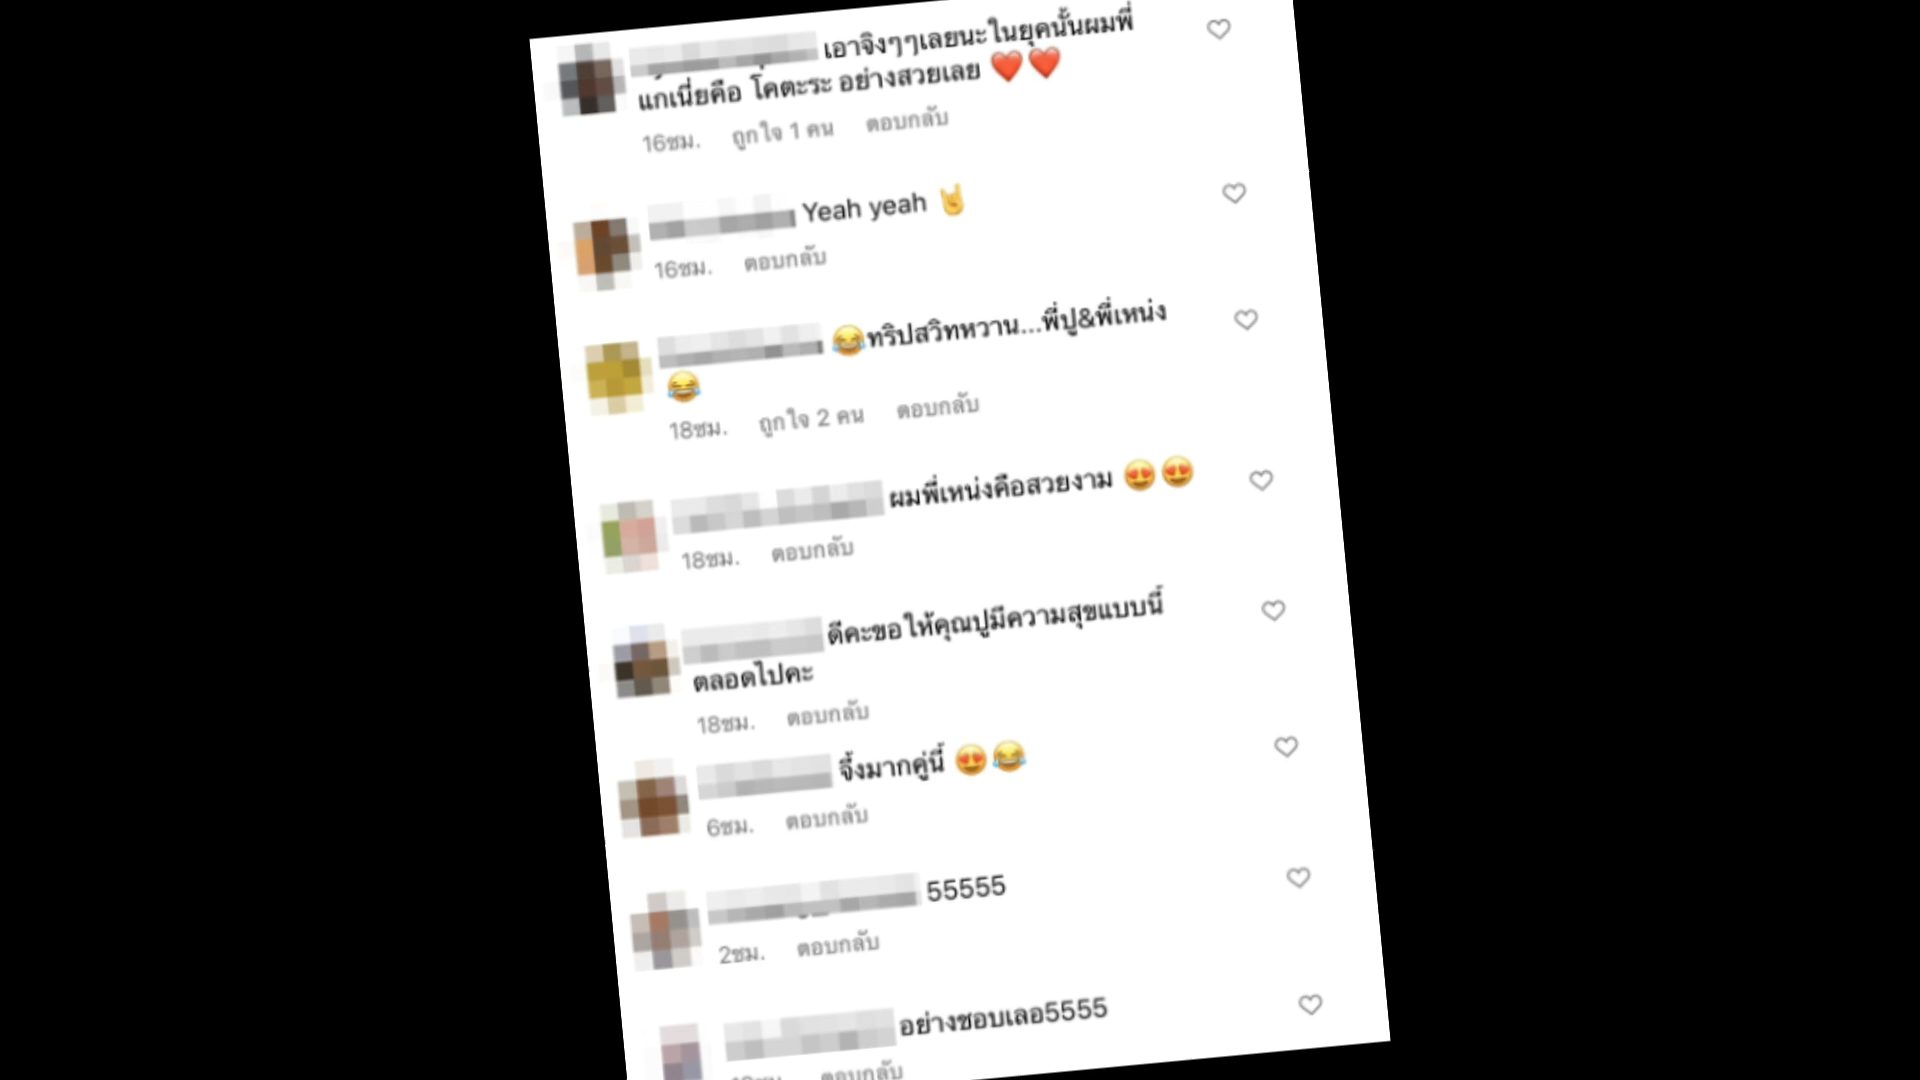 เอาจิงๆๆเลยนะในยุคนั้นผมพี่
แกเนี่ยคือ โคตะระ อย่างสวยเลย ❤️❤️
16ชม. ถูกใจ 1 คน ตอบกลับ
Yeah yeah 🤘
16ชม. ตอบกลับ
😂ทริปสวิทหวาน...พี่ปู&พี่เหน่ง
😂
18ชม. ถูกใจ 2 คน ตอบกลับ
ผมพี่เหน่งคือสวยงาม 😍😍
18ชม. ตอบกลับ
ดีคะขอให้คุณปูมีความสุขแบบนี้
ตลอดไปคะ
18ชม. ตอบกลับ
จึ้งมากคู่นี้ 😍😂
6ชม. ตอบกลับ
55555
2ชม. ตอบกลับ
อย่างชอบเลอ5555
ตอบกลับ